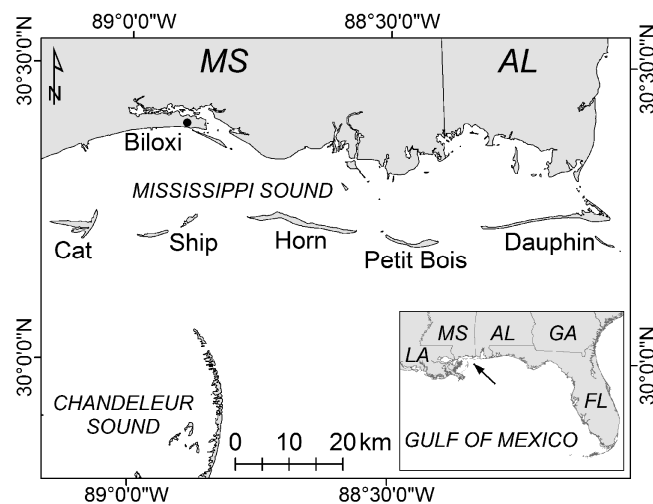 89°0'0"W 88°30'0"W
30°30'0"N
30°30'0"N
MS
AL
N
Biloxi
MISSISSIPPI SOUND
Cat
Ship
Horn
Petit Bois
Dauphin
30°0'0"N
30°0'0"N
CHANDELEUR
SOUND
0 10 20 km
MS AL GA
LA
FL
GULF OF MEXICO
89°0'0"W 88°30'0"W